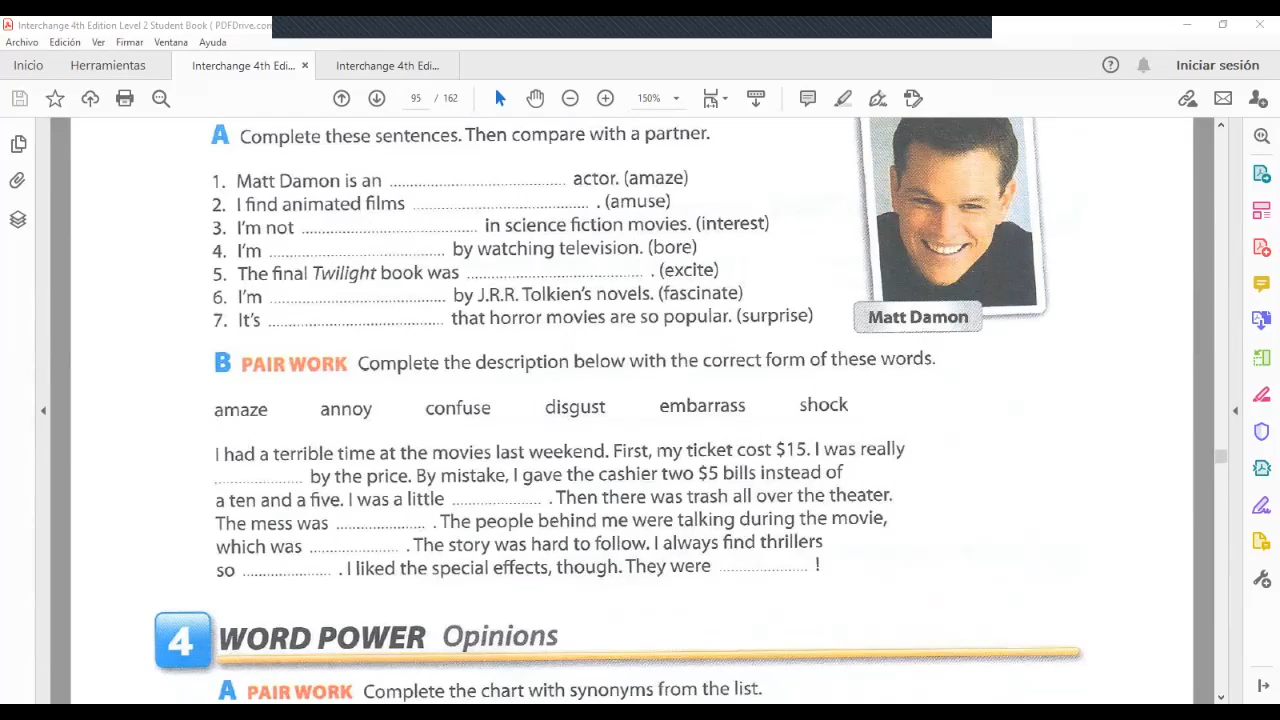 Interchange 4th Edition Level 2 Student Book ( PDFDrive.com
Archivo Edición Ver Firmar Ventana Ayuda
Inicio Herramientas Interchange 4th Edi... × Interchange 4th Edi... Iniciar sesión
95 / 162 150%
A Complete these sentences. Then compare with a partner.
1. Matt Damon is an .................... actor. (amaze)
2. I find animated films .................... . (amuse)
3. I'm not .................... in science fiction movies. (interest)
4. I'm .................... by watching television. (bore)
5. The final Twilight book was .................... . (excite)
6. I'm .................... by J.R.R. Tolkien's novels. (fascinate)
7. It's .................... that horror movies are so popular. (surprise)
Matt Damon
B PAIR WORK Complete the description below with the correct form of these words.
amaze annoy confuse disgust embarrass shock
I had a terrible time at the movies last weekend. First, my ticket cost $15. I was really
.................... by the price. By mistake, I gave the cashier two $5 bills instead of
a ten and a five. I was a little .................... . Then there was trash all over the theater.
The mess was .................... . The people behind me were talking during the movie,
which was .................... . The story was hard to follow. I always find thrillers
so .................... . I liked the special effects, though. They were .................... !
4 WORD POWER Opinions
A PAIR WORK Complete the chart with synonyms from the list.